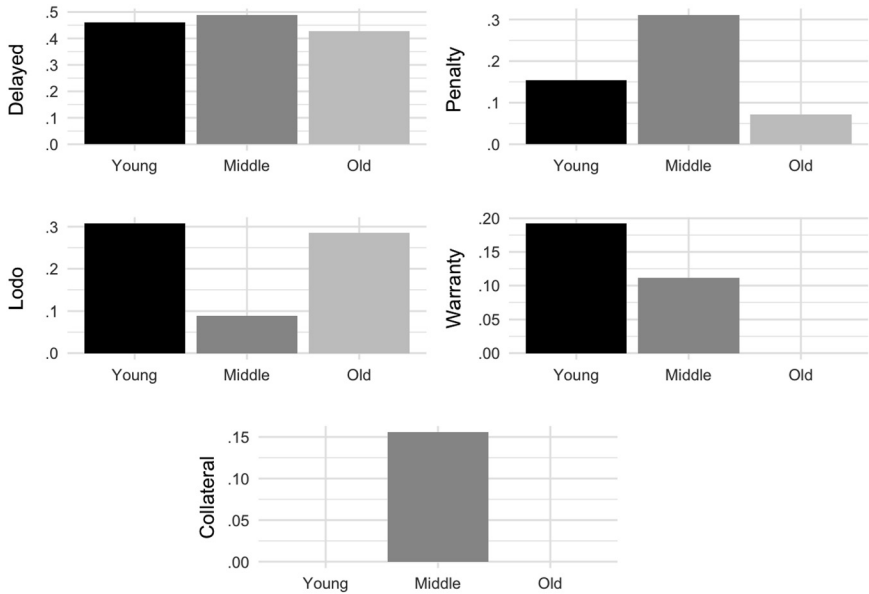 Delayed
.5
.4
.3
.2
.1
.0
Young Middle Old
Penalty
.3
.2
.1
.0
Young Middle Old
Lodo
.3
.2
.1
.0
Young Middle Old
Warranty
.20
.15
.10
.05
.00
Young Middle Old
Collateral
.15
.10
.05
.00
Young Middle Old